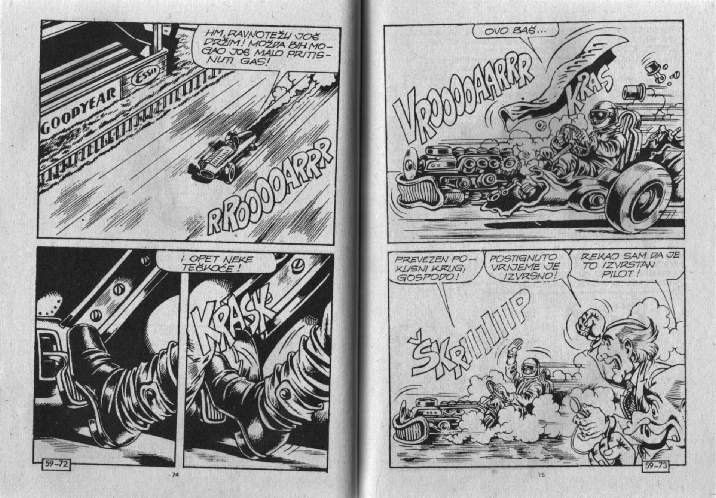 HM, RAVNOTEŽU JOŠ
DRŽIM! MOŽDA BIH MO-
GAO JOŠ MALO PRITIS-
NUTI GAS!
ESSO
GOODYEAR
RROOOOARRR
I OPET NEKE
TEŠKOĆE!
KRASK
59-72
74
OVO BAŠ...
VROOOOAARRR
KRAS
PREVEZEN PO-
KUSNI KRUG,
GOSPODO!
POSTIGNUTO
VRIJEME JE
IZVRSNO!
REKAO SAM DA JE
TO IZVRSTAN
PILOT!
ŠKRIIIIIP
59-73
75